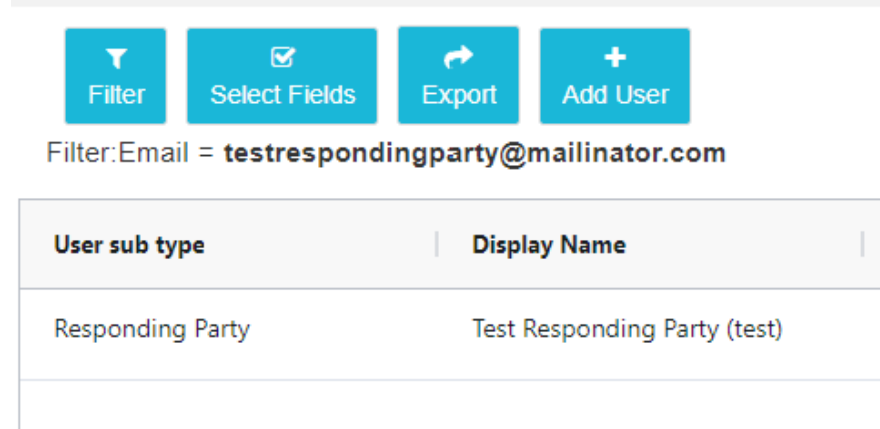 Filter Select Fields Export Add User
Filter:Email = testrespondingparty@mailinator.com
User sub type Display Name
Responding Party Test Responding Party (test)